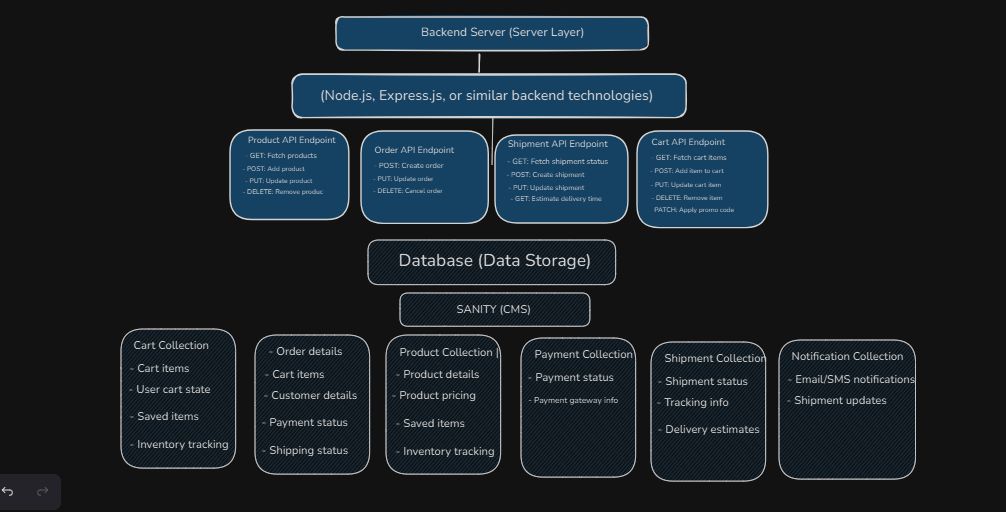 Backend Server (Server Layer)
(Node.js, Express.js, or similar backend technologies)
Product API Endpoint
- GET: Fetch products
- POST: Add product
- PUT: Update product
- DELETE: Remove produc
Order API Endpoint
- POST: Create order
- PUT: Update order
- DELETE: Cancel order
Shipment API Endpoint
- GET: Fetch shipment status
- POST: Create shipment
- PUT: Update shipment
- GET: Estimate delivery time
Cart API Endpoint
- GET: Fetch cart items
- POST: Add item to cart
- PUT: Update cart item
- DELETE: Remove item
PATCH: Apply promo code
Database (Data Storage)
SANITY (CMS)
Cart Collection
- Cart items
- User cart state
- Saved items
- Inventory tracking
- Order details
- Cart items
- Customer details
- Payment status
- Shipping status
Product Collection |
- Product details
- Product pricing
- Saved items
- Inventory tracking
Payment Collection
- Payment status
- Payment gateway info
Shipment Collection
- Shipment status
- Tracking info
- Delivery estimates
Notification Collection
- Email/SMS notifications
- Shipment updates